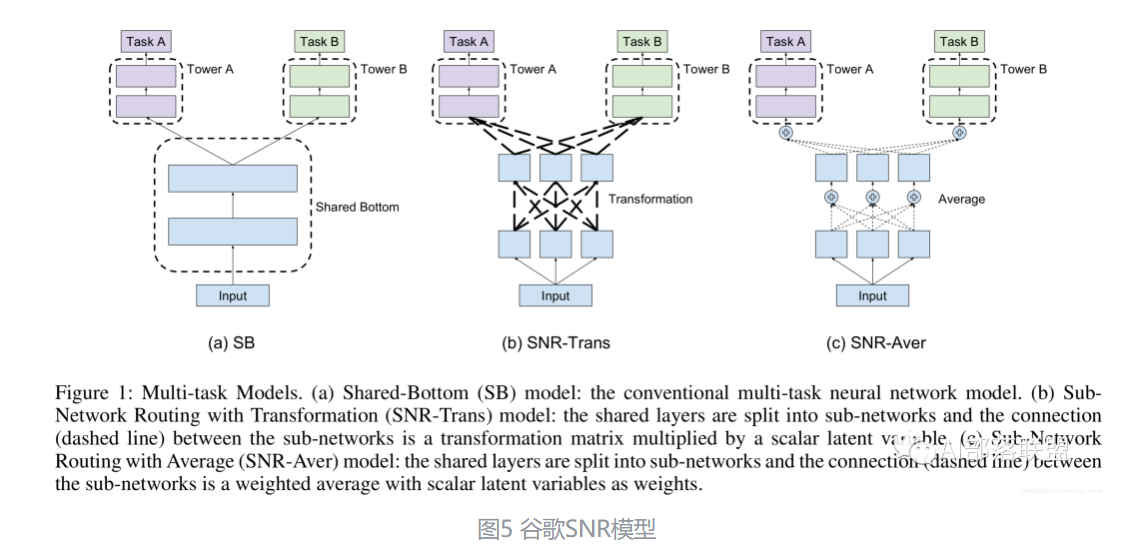 Task A
Task B
Task A
Task B
Task A
Task B
Tower A
Tower B
Tower A
Tower B
Tower A
Tower B
Shared Bottom
Transformation
Average
Input
Input
Input
(a) SB
(b) SNR-Trans
(c) SNR-Aver
Figure 1: Multi-task Models. (a) Shared-Bottom (SB) model: the conventional multi-task neural network model. (b) Sub-
Network Routing with Transformation (SNR-Trans) model: the shared layers are split into sub-networks and the connection
(dashed line) between the sub-networks is a transformation matrix multiplied by a scalar latent variable. (c) Sub-Network
Routing with Average (SNR-Aver) model: the shared layers are split into sub-networks and the connection (dashed line) between
the sub-networks is a weighted average with scalar latent variables as weights.
AI部落联盟
图5 谷歌SNR模型